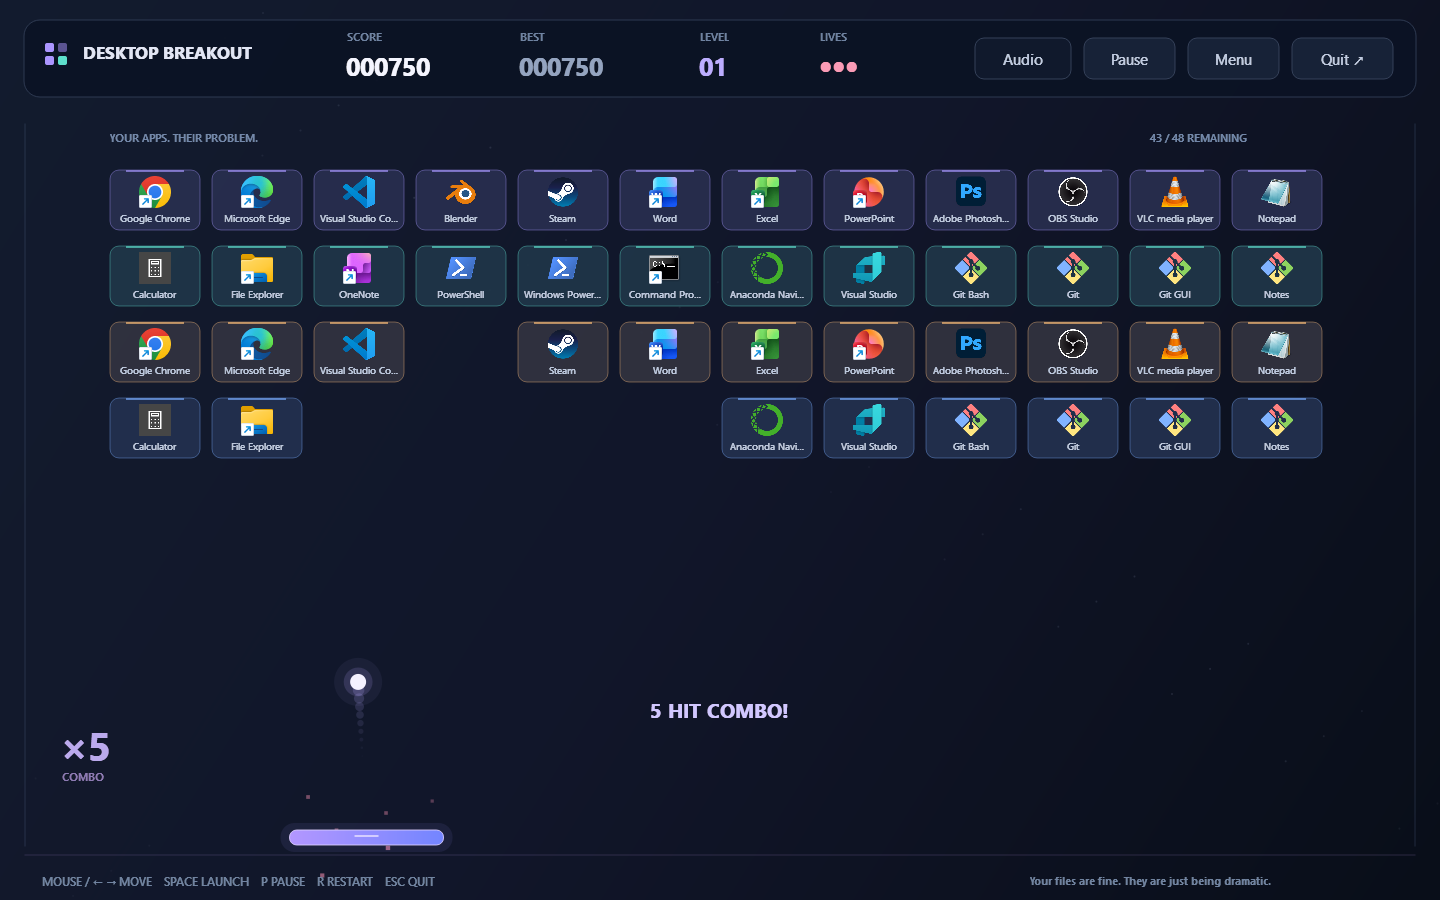 DESKTOP BREAKOUT
SCORE
000750
BEST
000750
LEVEL
01
LIVES
Audio
Pause
Menu
Quit ↗
YOUR APPS. THEIR PROBLEM.
43 / 48 REMAINING
Google Chrome
Microsoft Edge
Visual Studio Co...
Blender
Steam
Word
Excel
PowerPoint
Ps
Adobe Photosh...
OBS Studio
VLC media player
Notepad
Calculator
File Explorer
OneNote
PowerShell
Windows Power...
C:\
Command Pro...
Anaconda Navi...
Visual Studio
Git Bash
Git
Git GUI
Notes
Google Chrome
Microsoft Edge
Visual Studio Co...
Steam
Word
Excel
PowerPoint
Ps
Adobe Photosh...
OBS Studio
VLC media player
Notepad
Calculator
File Explorer
Anaconda Navi...
Visual Studio
Git Bash
Git
Git GUI
Notes
5 HIT COMBO!
×5
COMBO
MOUSE / ← → MOVE SPACE LAUNCH P PAUSE R RESTART ESC QUIT
Your files are fine. They are just being dramatic.